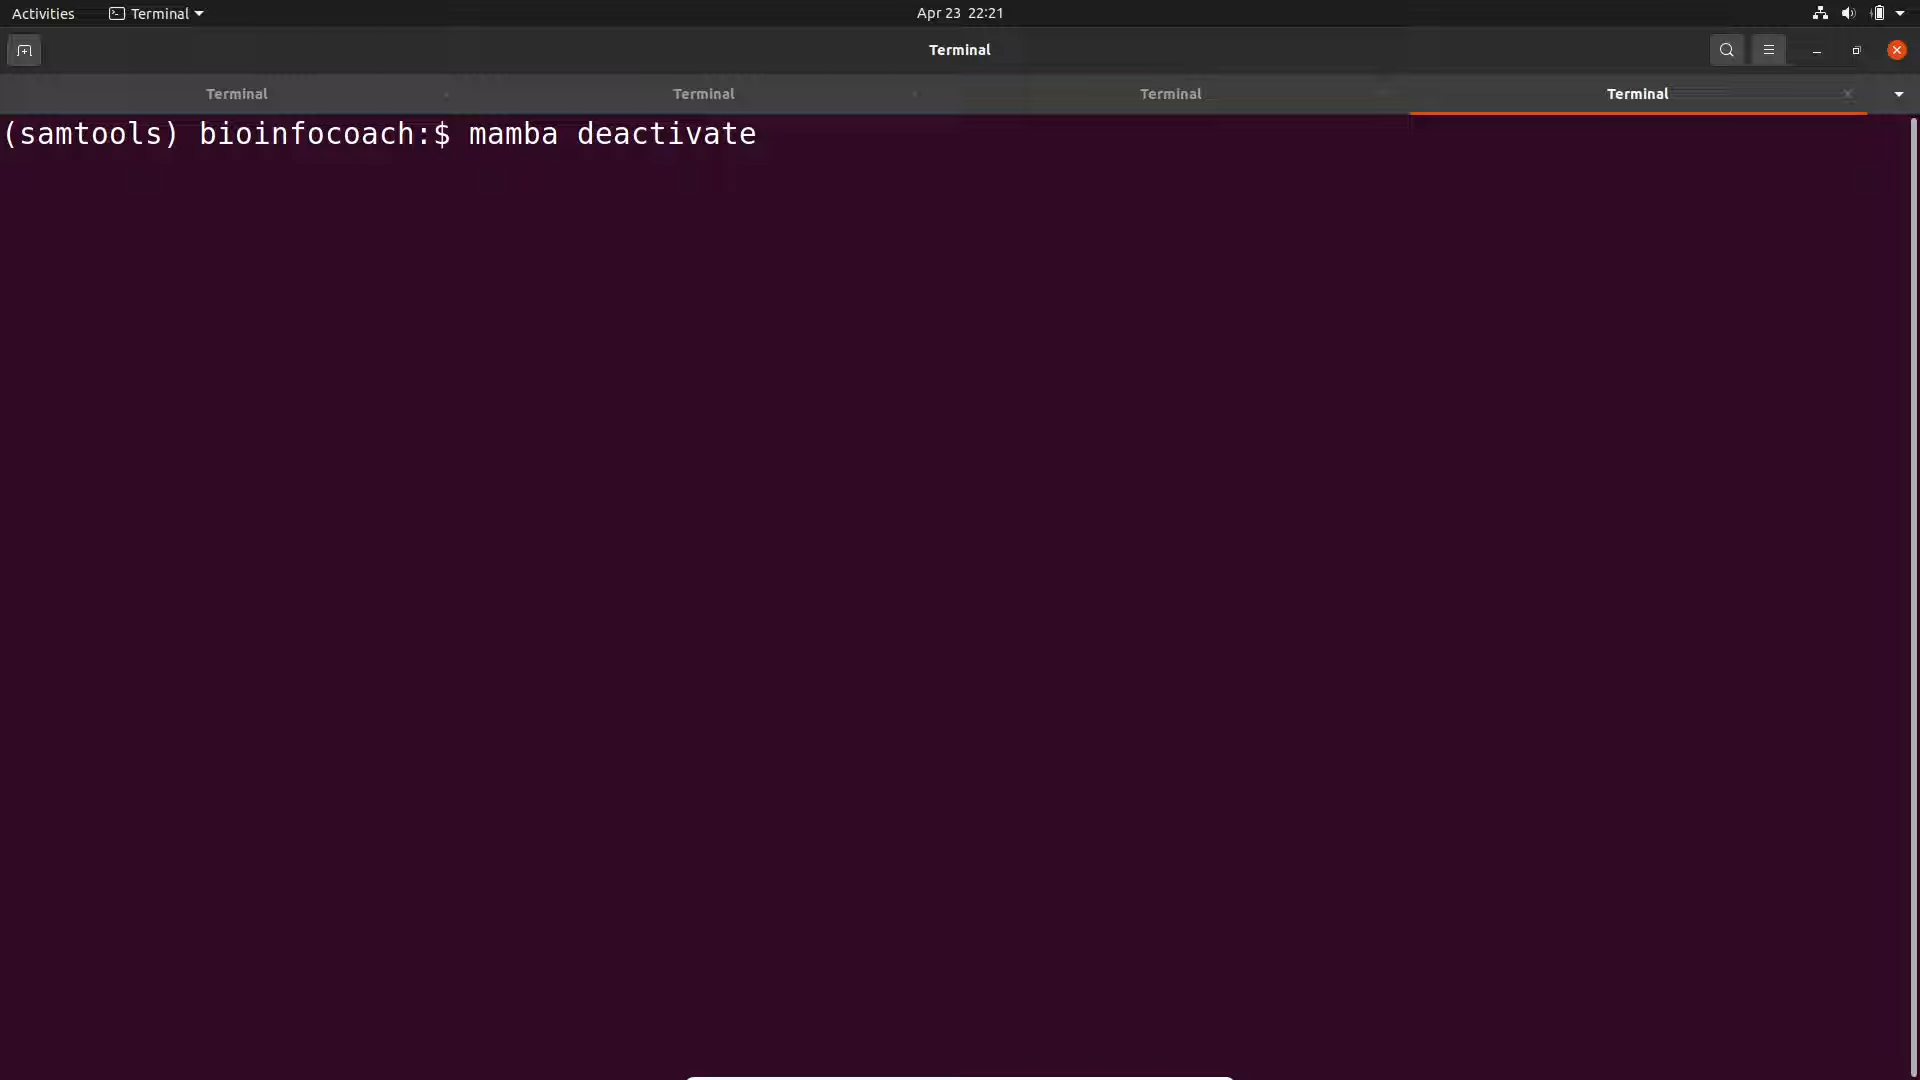 Activities Terminal Apr 23 22:21
Terminal
Terminal Terminal Terminal Terminal
(samtools) bioinfocoach:$ mamba deactivate